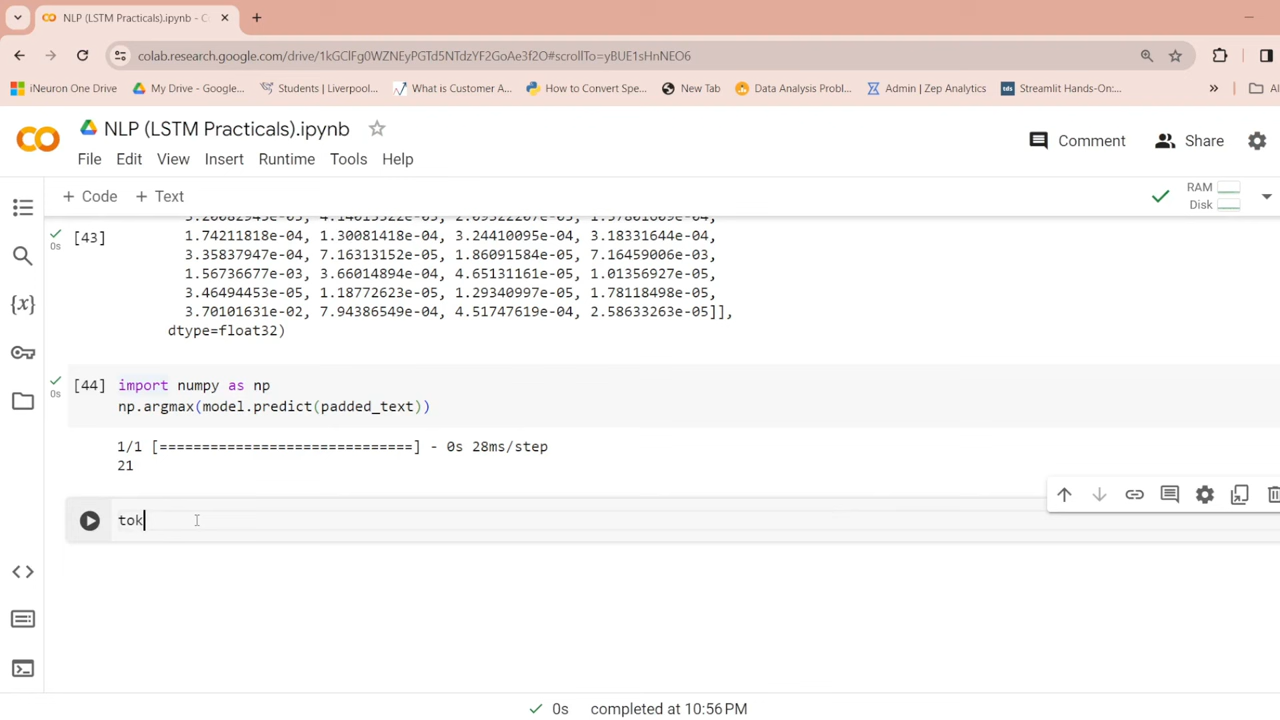 NLP (LSTM Practicals).ipynb - C
colab.research.google.com/drive/1kGClFg0WZNEyPGTd5NTdzYF2GoAe3f2O#scrollTo=yBUE1sHnNEO6
iNeuron One Drive My Drive - Google... Students | Liverpool... What is Customer A... How to Convert Spe... New Tab Data Analysis Probl... Admin | Zep Analytics Streamlit Hands-On:... » Al
NLP (LSTM Practicals).ipynb
Comment Share
File Edit View Insert Runtime Tools Help
+ Code + Text
RAM
Disk
[43]
0s
1.74211818e-04, 1.30081418e-04, 3.24410095e-04, 3.18331644e-04,
3.35837947e-04, 7.16313152e-05, 1.86091584e-05, 7.16459006e-03,
1.56736677e-03, 3.66014894e-04, 4.65131161e-05, 1.01356927e-05,
3.46494453e-05, 1.18772623e-05, 1.29340997e-05, 1.78118498e-05,
3.70101631e-02, 7.94386549e-04, 4.51747619e-04, 2.58633263e-05]],
dtype=float32)
[44] import numpy as np
0s
np.argmax(model.predict(padded_text))
1/1 [==============================] - 0s 28ms/step
21
tok
{x}
0s completed at 10:56 PM